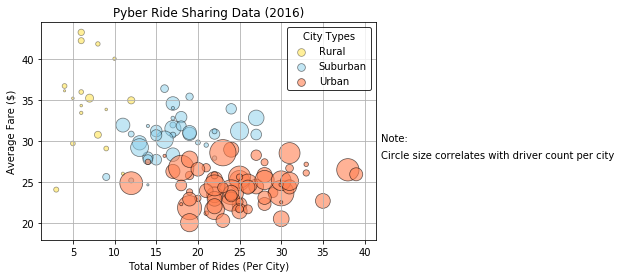 Pyber Ride Sharing Data (2016)
City Types
Rural
Suburban
Urban
Average Fare ($)
40
35
30
25
20
5
10
15
20
25
30
35
Total Number of Rides (Per City)
Note:
Circle size correlates with driver count per city